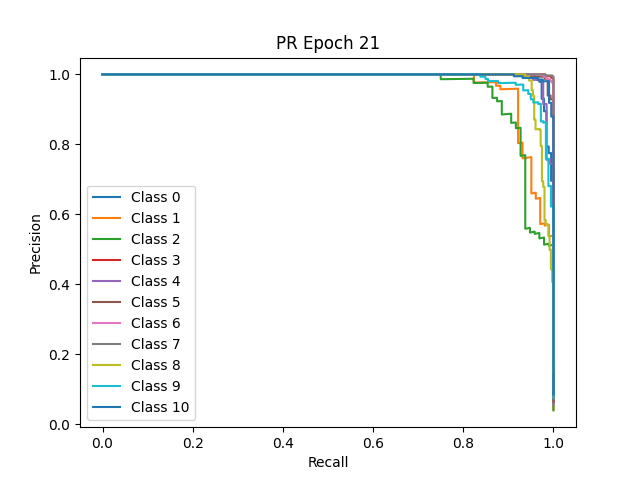 PR Epoch 21
1.0
0.8
0.6
0.4
0.2
0.0
Precision
Class 0
Class 1
Class 2
Class 3
Class 4
Class 5
Class 6
Class 7
Class 8
Class 9
Class 10
0.0 0.2 0.4 0.6 0.8 1.0
Recall